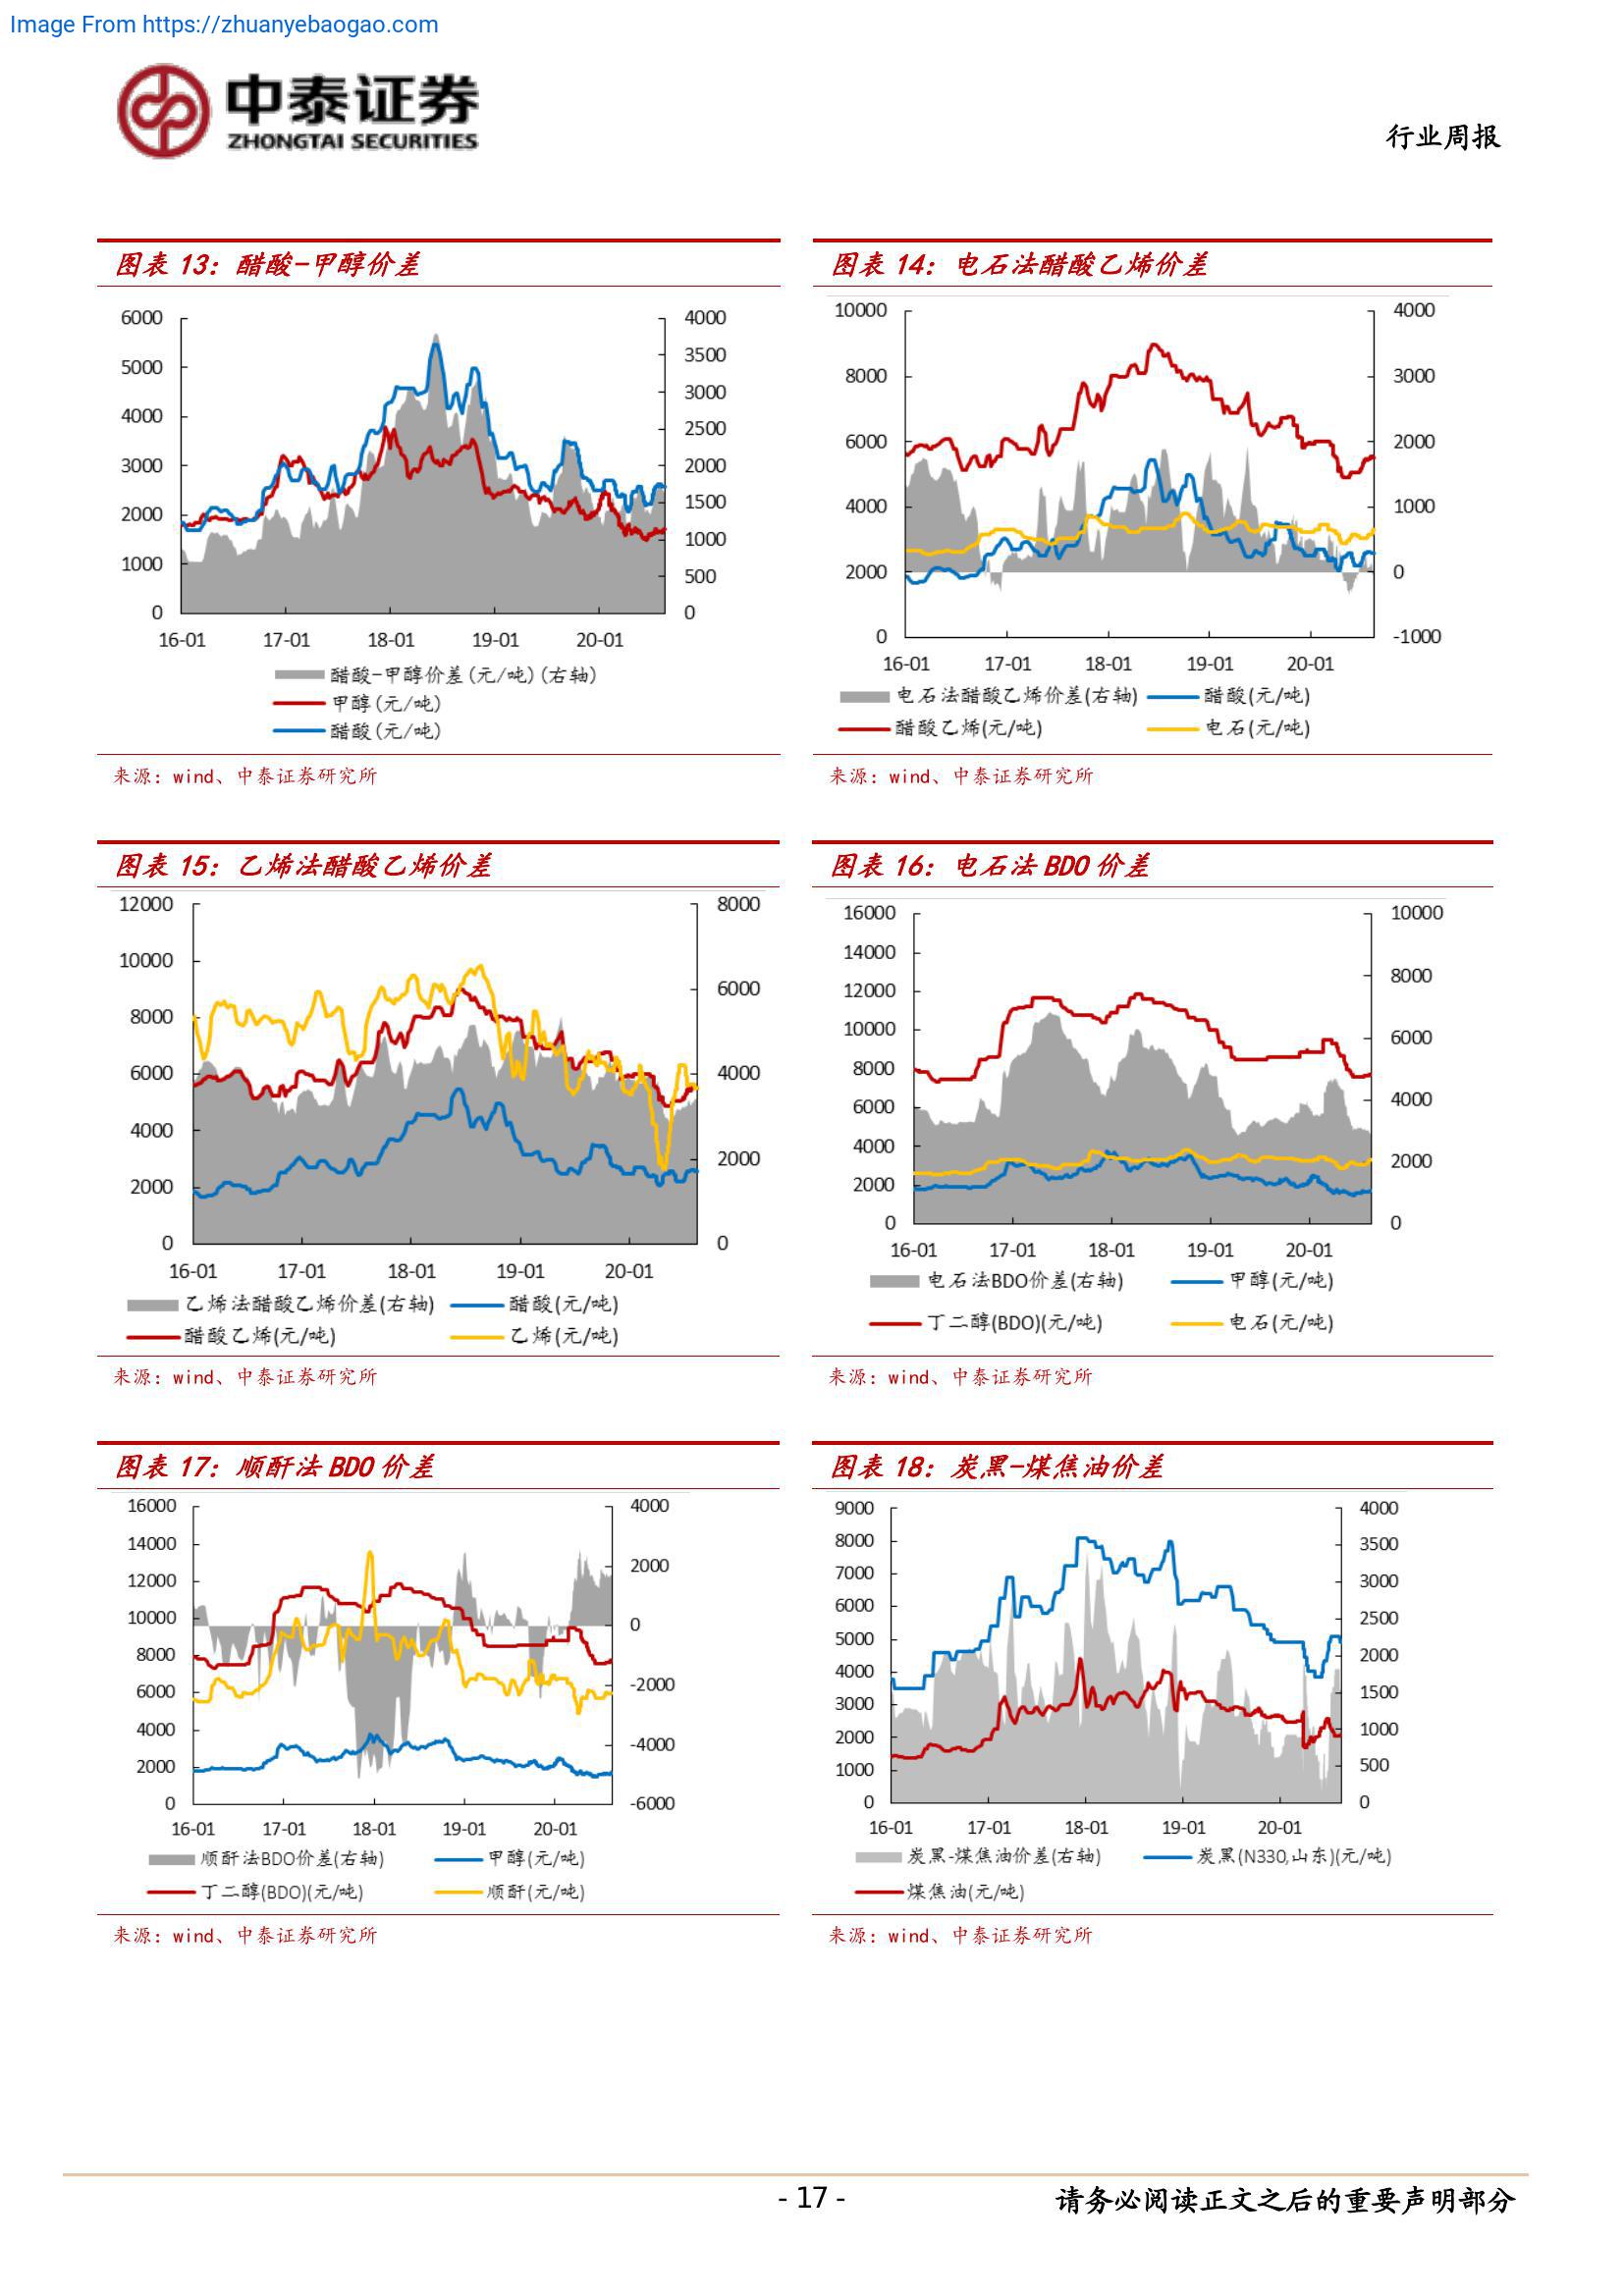 Image From https://zhuanyebaogao.com
中泰证券
ZHONGTAI SECURITIES
行业周报
图表 13：醋酸-甲醇价差
6000
5000
4000
3000
2000
1000
0
4000
3500
3000
2500
2000
1500
1000
500
0
16-01 17-01 18-01 19-01 20-01
醋酸-甲醇价差(元/吨)(右轴)
甲醇(元/吨)
醋酸(元/吨)
来源：wind、中泰证券研究所
图表 14：电石法醋酸乙烯价差
10000
8000
6000
4000
2000
0
4000
3000
2000
1000
0
-1000
16-01 17-01 18-01 19-01 20-01
电石法醋酸乙烯价差(右轴) 醋酸(元/吨)
醋酸乙烯(元/吨) 电石(元/吨)
来源：wind、中泰证券研究所
图表 15：乙烯法醋酸乙烯价差
12000
10000
8000
6000
4000
2000
0
8000
6000
4000
2000
0
16-01 17-01 18-01 19-01 20-01
乙烯法醋酸乙烯价差(右轴) 醋酸(元/吨)
醋酸乙烯(元/吨) 乙烯(元/吨)
来源：wind、中泰证券研究所
图表 16：电石法 BDO 价差
16000
14000
12000
10000
8000
6000
4000
2000
0
10000
8000
6000
4000
2000
0
16-01 17-01 18-01 19-01 20-01
电石法BDO价差(右轴) 甲醇(元/吨)
丁二醇(BDO)(元/吨) 电石(元/吨)
来源：wind、中泰证券研究所
图表 17：顺酐法 BDO 价差
16000
14000
12000
10000
8000
6000
4000
2000
0
4000
2000
0
-2000
-4000
-6000
16-01 17-01 18-01 19-01 20-01
顺酐法BDO价差(右轴) 甲醇(元/吨)
丁二醇(BDO)(元/吨) 顺酐(元/吨)
来源：wind、中泰证券研究所
图表 18：炭黑-煤焦油价差
9000
8000
7000
6000
5000
4000
3000
2000
1000
0
4000
3500
3000
2500
2000
1500
1000
500
0
16-01 17-01 18-01 19-01 20-01
炭黑-煤焦油价差(右轴) 炭黑(N330,山东)(元/吨)
煤焦油(元/吨)
来源：wind、中泰证券研究所
- 17 -
请务必阅读正文之后的重要声明部分